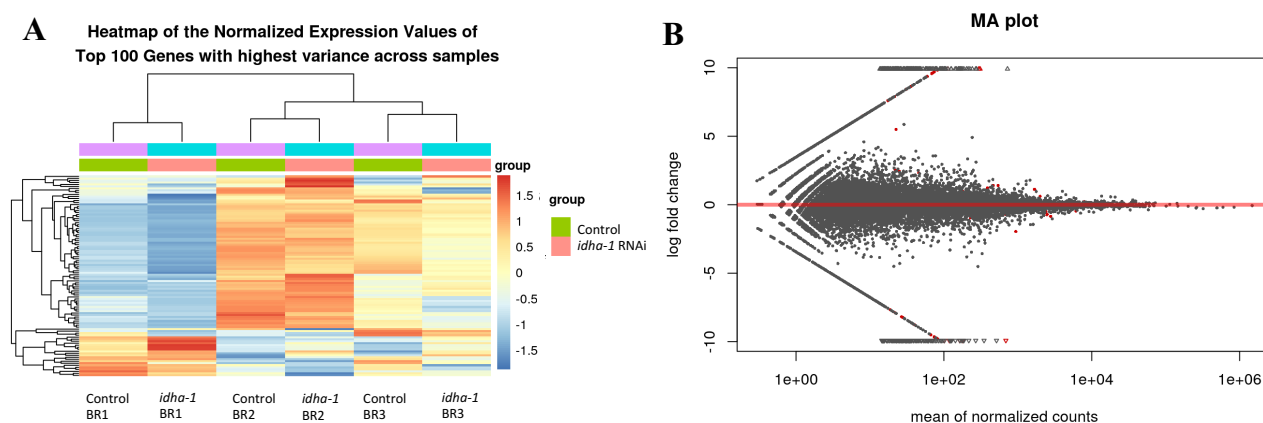 A
Heatmap of the Normalized Expression Values of
Top 100 Genes with highest variance across samples
group
1.5
1
0.5
0
-0.5
-1
-1.5
group
Control
idha-1 RNAi
Control
BR1
idha-1
BR1
Control
BR2
idha-1
BR2
Control
BR3
idha-1
BR3
B
MA plot
log fold change
10
5
0
-5
-10
1e+00
1e+02
1e+04
1e+06
mean of normalized counts